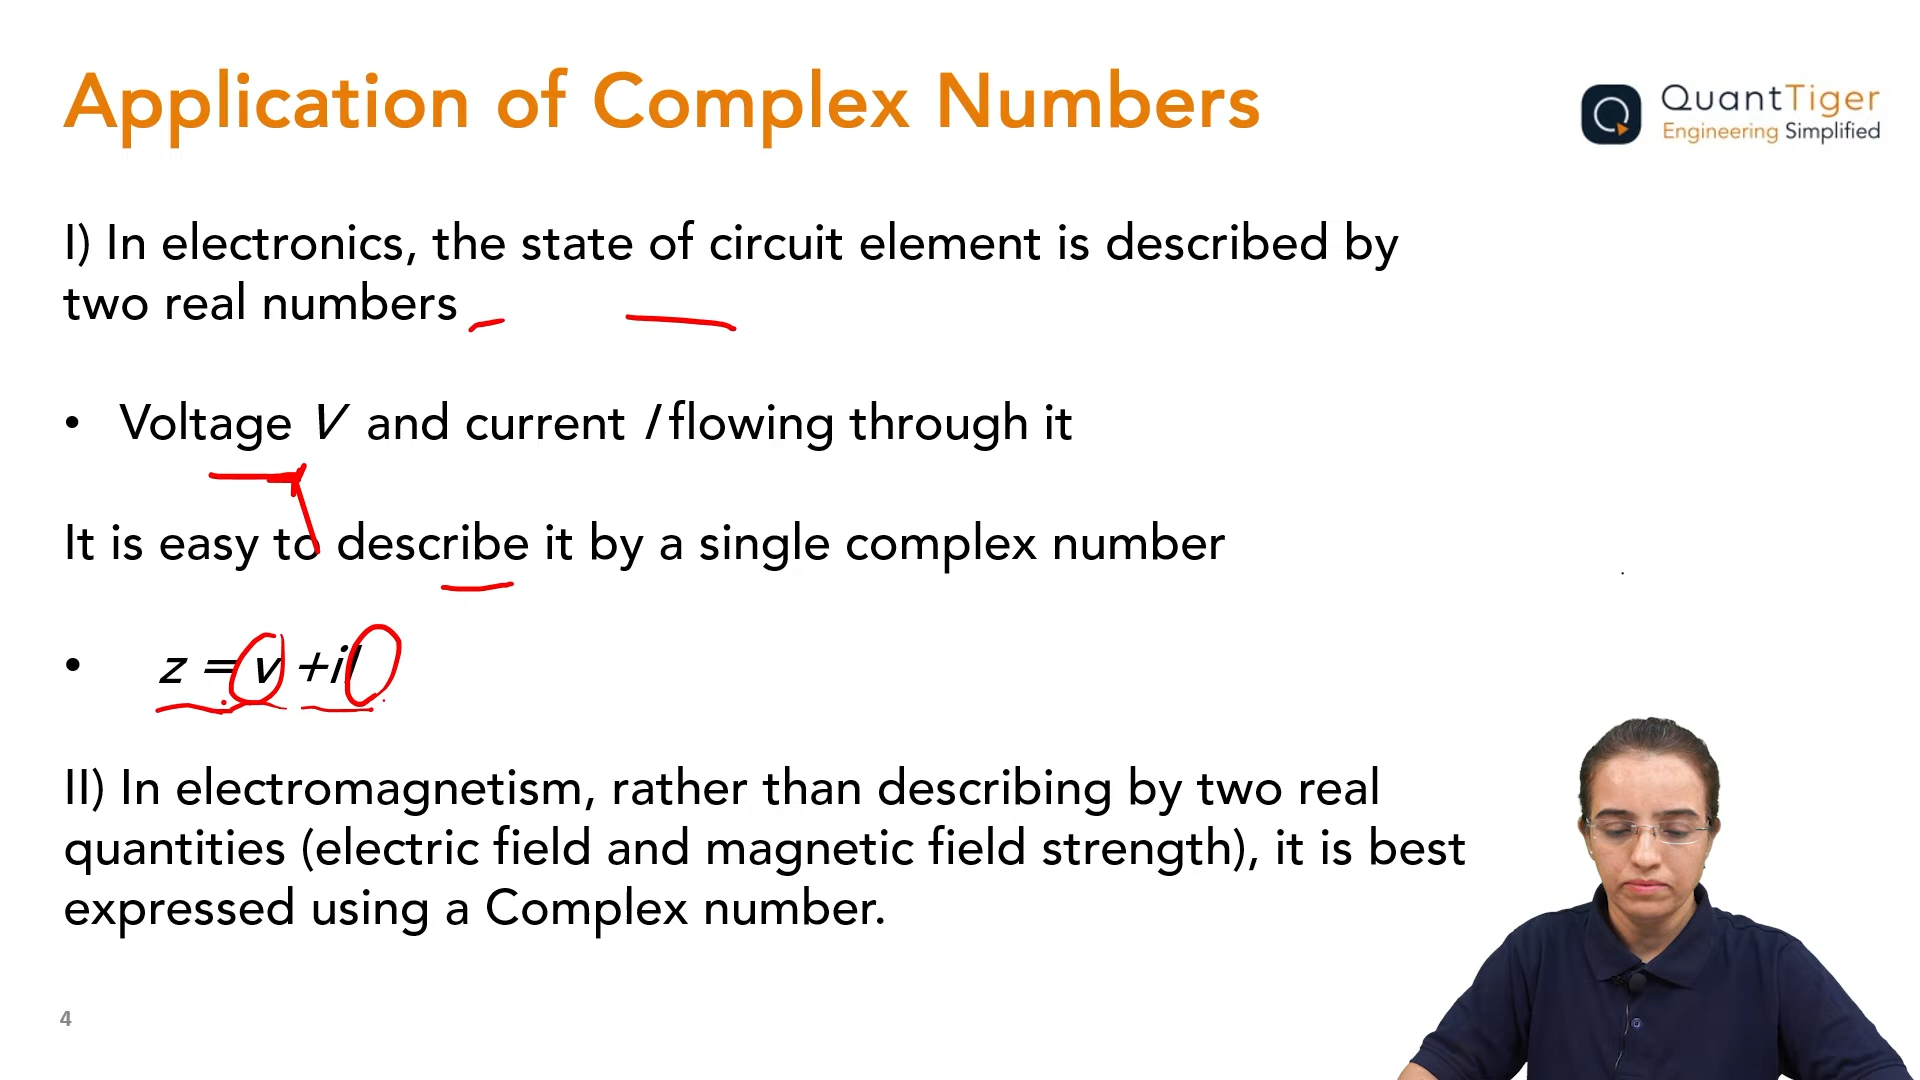 Application of Complex Numbers
QuantTiger
Engineering Simplified
I) In electronics, the state of circuit element is described by
two real numbers
• Voltage V and current I flowing through it
It is easy to describe it by a single complex number
• z = v +iI
II) In electromagnetism, rather than describing by two real
quantities (electric field and magnetic field strength), it is best
expressed using a Complex number.
4